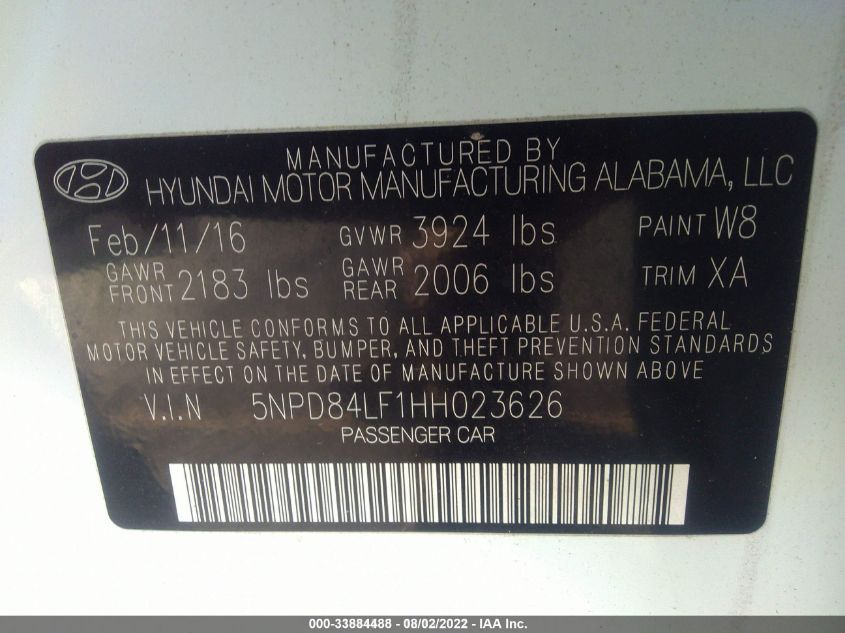 MANUFACTURED BY
HYUNDAI MOTOR MANUFACTURING ALABAMA, LLC
Feb/11/16 GVWR 3924 lbs PAINT W8
GAWR FRONT 2183 lbs GAWR REAR 2006 lbs TRIM XA
THIS VEHICLE CONFORMS TO ALL APPLICABLE U.S.A. FEDERAL
MOTOR VEHICLE SAFETY, BUMPER, AND THEFT PREVENTION STANDARDS
IN EFFECT ON THE DATE OF MANUFACTURE SHOWN ABOVE
V.I.N 5NPD84LF1HH023626
PASSENGER CAR
000-33884488 - 08/02/2022 - IAA Inc.